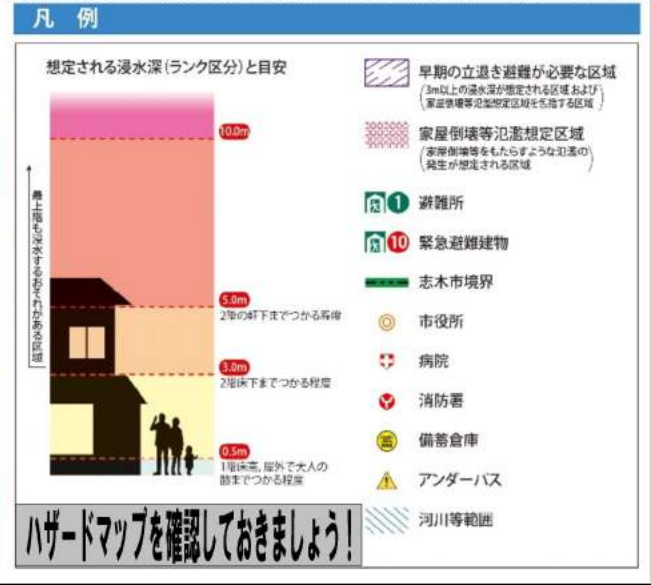 凡 例
想定される浸水深(ランク区分)と目安
10.0m
最上階も浸水するおそれがある区域
5.0m
2階の軒下までつかる程度
3.0m
2階床下までつかる程度
0.5m
1階床高、屋外で大人の
膝までつかる程度
早期の立退き避難が必要な区域
(3m以上の浸水深が想定される区域および
家屋倒壊等氾濫想定区域を包括する区域)
家屋倒壊等氾濫想定区域
(家屋倒壊等をもたらすような氾濫の
発生が想定される区域)
1 避難所
10 緊急避難建物
志木市境界
市役所
病院
消防署
備蓄倉庫
アンダーパス
河川等範囲
ハザードマップを確認しておきましょう!